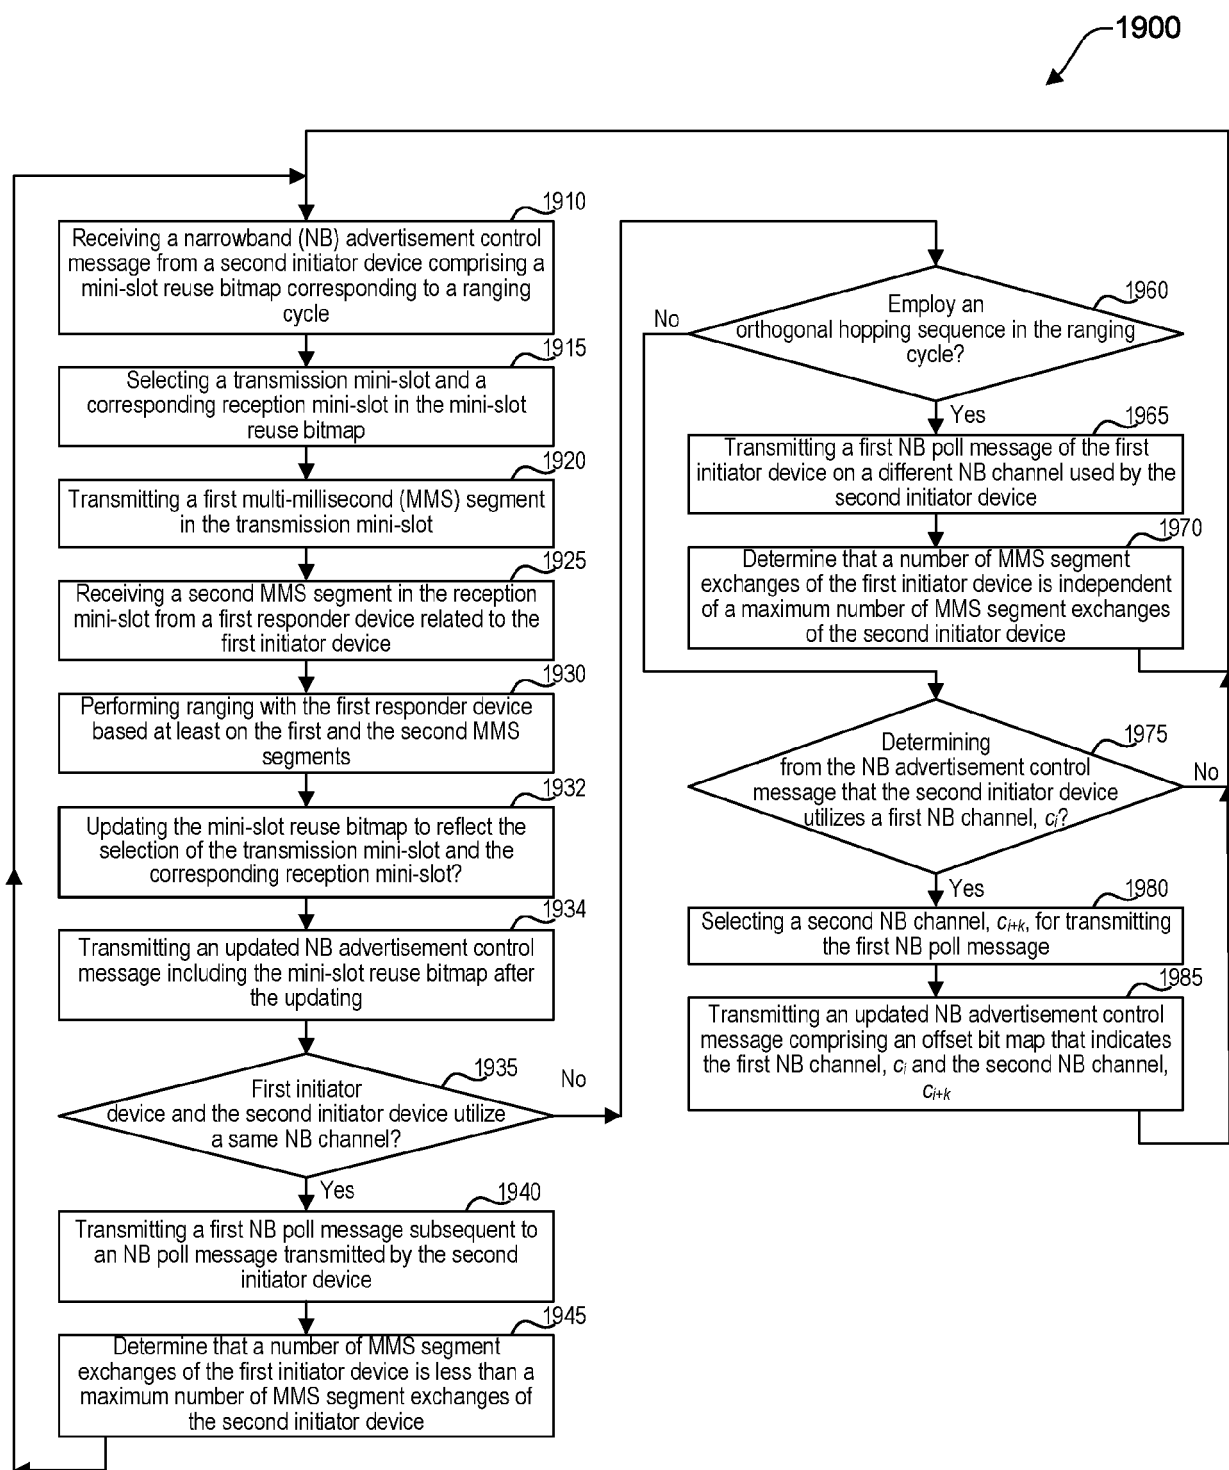 1900
1910
Receiving a narrowband (NB) advertisement control
message from a second initiator device comprising a
mini-slot reuse bitmap corresponding to a ranging
cycle
1915
Selecting a transmission mini-slot and a
corresponding reception mini-slot in the mini-slot
reuse bitmap
1920
Transmitting a first multi-millisecond (MMS) segment
in the transmission mini-slot
1925
Receiving a second MMS segment in the reception
mini-slot from a first responder device related to the
first initiator device
1930
Performing ranging with the first responder device
based at least on the first and the second MMS
segments
1932
Updating the mini-slot reuse bitmap to reflect the
selection of the transmission mini-slot and the
corresponding reception mini-slot?
1934
Transmitting an updated NB advertisement control
message including the mini-slot reuse bitmap after
the updating
1935
First initiator
device and the second initiator device utilize
a same NB channel?
No
Yes
1940
Transmitting a first NB poll message subsequent to
an NB poll message transmitted by the second
initiator device
1945
Determine that a number of MMS segment
exchanges of the first initiator device is less than a
maximum number of MMS segment exchanges of
the second initiator device
1960
Employ an
orthogonal hopping sequence in the ranging
cycle?
No
Yes
1965
Transmitting a first NB poll message of the first
initiator device on a different NB channel used by the
second initiator device
1970
Determine that a number of MMS segment
exchanges of the first initiator device is independent
of a maximum number of MMS segment exchanges
of the second initiator device
1975
Determining
from the NB advertisement control
message that the second initiator device
utilizes a first NB channel, ci?
No
Yes
1980
Selecting a second NB channel, ci+k, for transmitting
the first NB poll message
1985
Transmitting an updated NB advertisement control
message comprising an offset bit map that indicates
the first NB channel, ci and the second NB channel,
ci+k